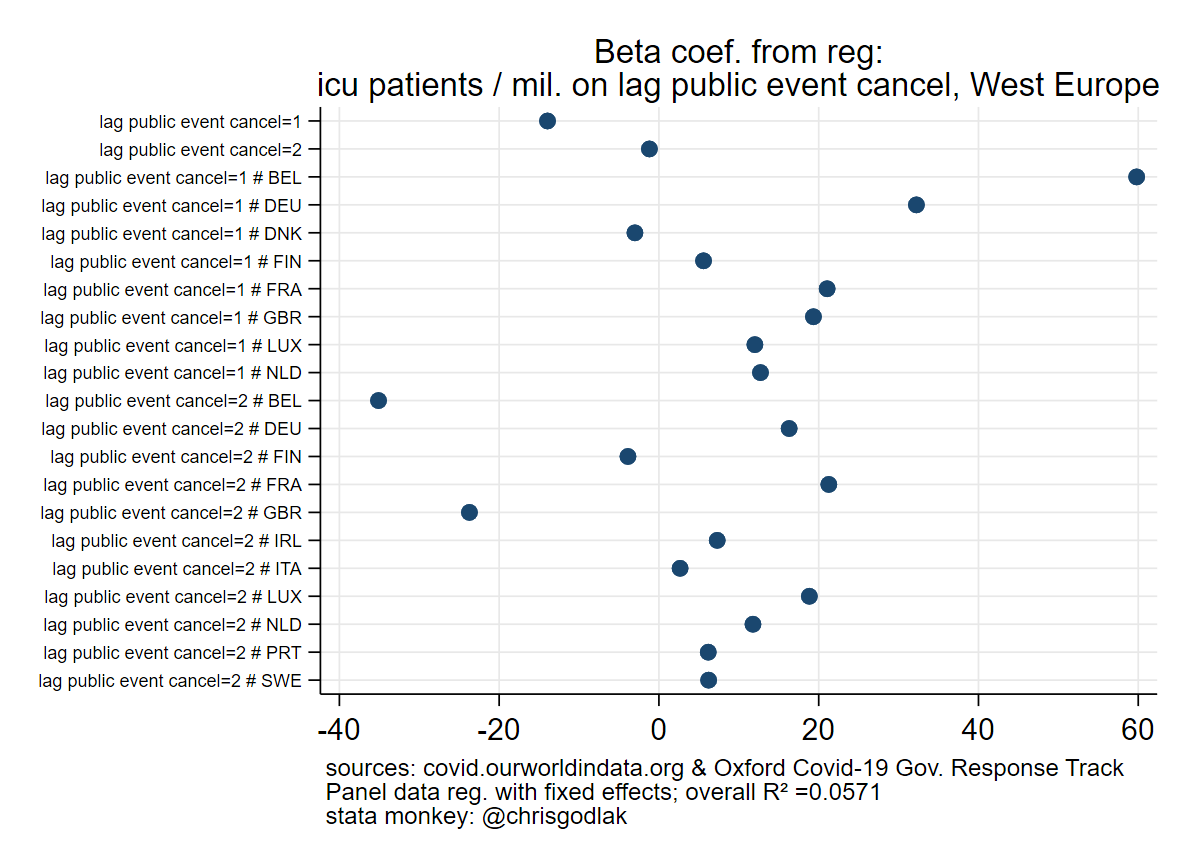 Beta coef. from reg:
icu patients / mil. on lag public event cancel, West Europe
lag public event cancel=1
lag public event cancel=2
lag public event cancel=1 # BEL
lag public event cancel=1 # DEU
lag public event cancel=1 # DNK
lag public event cancel=1 # FIN
lag public event cancel=1 # FRA
lag public event cancel=1 # GBR
lag public event cancel=1 # LUX
lag public event cancel=1 # NLD
lag public event cancel=2 # BEL
lag public event cancel=2 # DEU
lag public event cancel=2 # FIN
lag public event cancel=2 # FRA
lag public event cancel=2 # GBR
lag public event cancel=2 # IRL
lag public event cancel=2 # ITA
lag public event cancel=2 # LUX
lag public event cancel=2 # NLD
lag public event cancel=2 # PRT
lag public event cancel=2 # SWE
-40 -20 0 20 40 60
sources: covid.ourworldindata.org & Oxford Covid-19 Gov. Response Track
Panel data reg. with fixed effects; overall R² =0.0571
stata monkey: @chrisgodlak